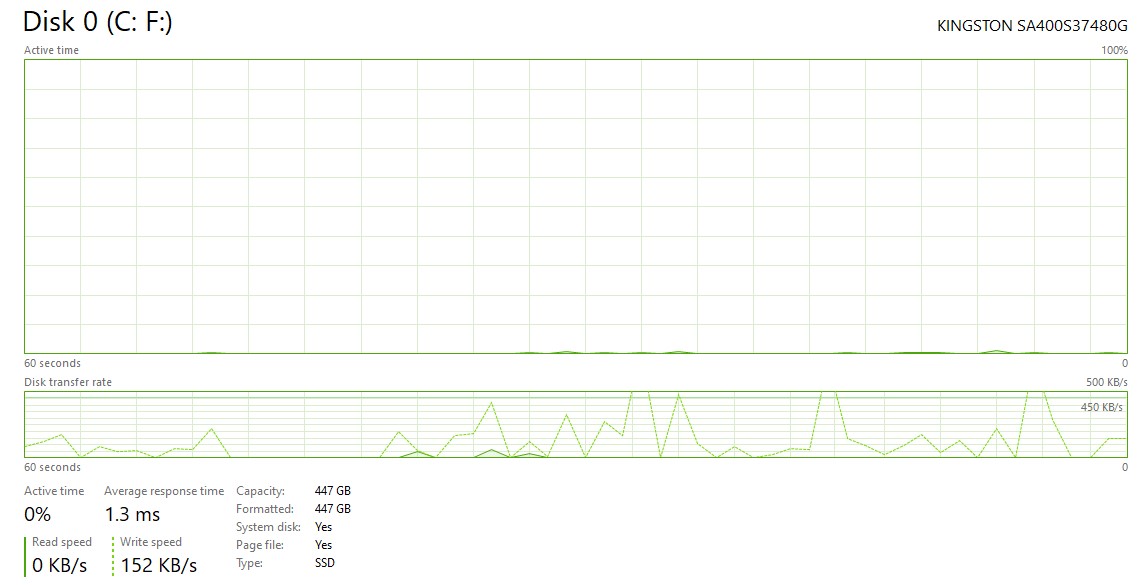 Disk 0 (C: F:) KINGSTON SA400S37480G
Active time 100%
60 seconds 0
Disk transfer rate 500 KB/s
450 KB/s
60 seconds 0
Active time Average response time Capacity: 447 GB
0% 1.3 ms Formatted: 447 GB
System disk: Yes
Read speed Write speed Page file: Yes
0 KB/s 152 KB/s Type: SSD